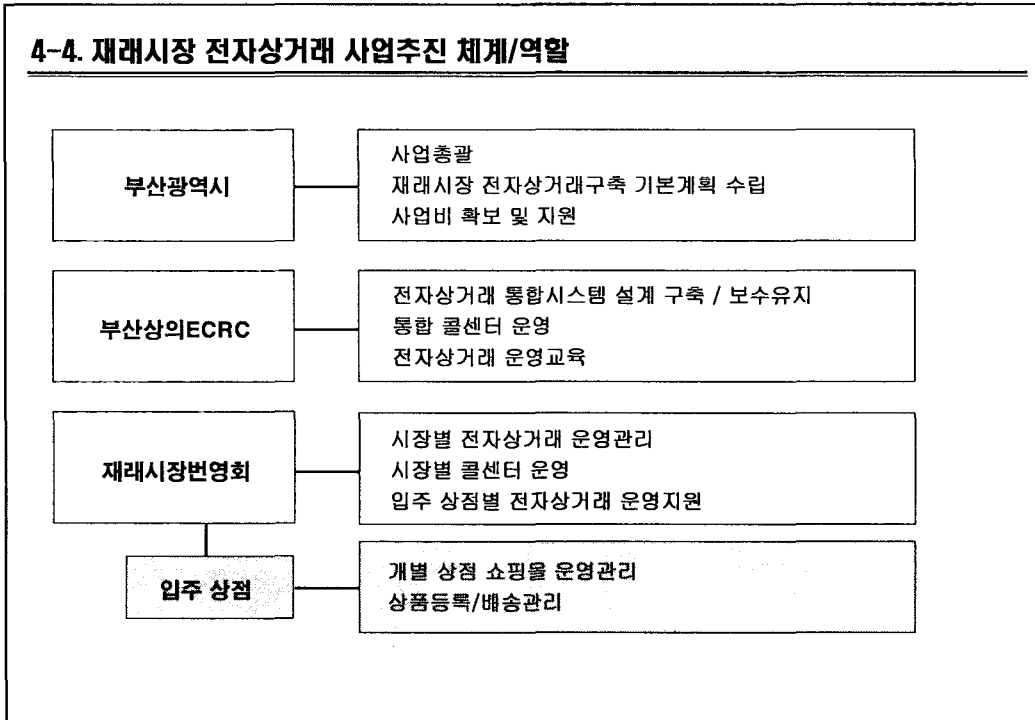 4-4. 재래시장 전자상거래 사업추진 체계/역할
부산광역시
사업총괄
재래시장 전자상거래구축 기본계획 수립
사업비 확보 및 지원
부산상의ECRC
전자상거래 통합시스템 설계 구축 / 보수유지
통합 콜센터 운영
전자상거래 운영교육
재래시장번영회
시장별 전자상거래 운영관리
시장별 콜센터 운영
입주 상점별 전자상거래 운영지원
입주 상점
개별 상점 쇼핑몰 운영관리
상품등록/배송관리